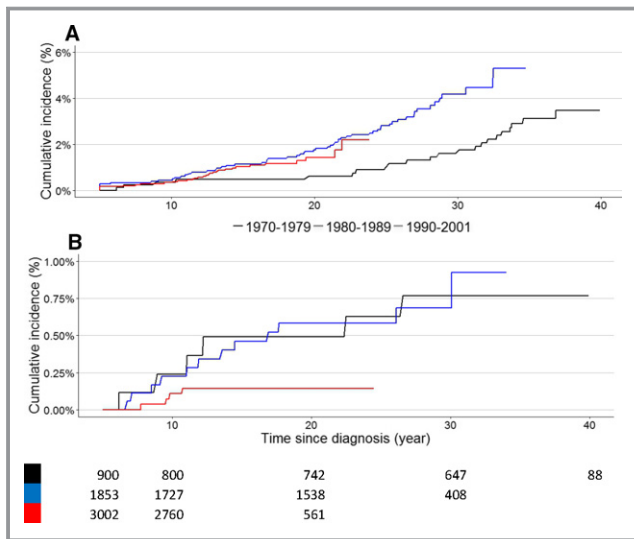 A
6%
4%
2%
0%
Cumulative incidence (%)
10 20 30 40
1970-1979 1980-1989 1990-2001
B
1.00%
0.75%
0.50%
0.25%
0.00%
Cumulative incidence (%)
10 20 30 40
Time since diagnosis (year)
900 800 742 647 88
1853 1727 1538 408
3002 2760 561